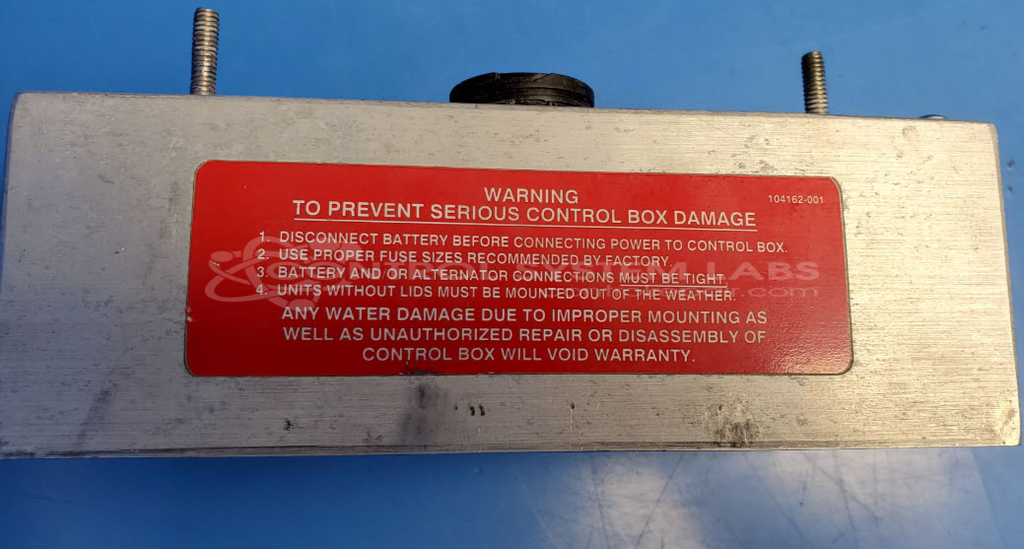 WARNING
104162-001
TO PREVENT SERIOUS CONTROL BOX DAMAGE
1. DISCONNECT BATTERY BEFORE CONNECTING POWER TO CONTROL BOX.
2. USE PROPER FUSE SIZES RECOMMENDED BY FACTORY.
3. BATTERY AND/OR ALTERNATOR CONNECTIONS MUST BE TIGHT.
4. UNITS WITHOUT LIDS MUST BE MOUNTED OUT OF THE WEATHER.
ANY WATER DAMAGE DUE TO IMPROPER MOUNTING AS
WELL AS UNAUTHORIZED REPAIR OR DISASSEMBLY OF
CONTROL BOX WILL VOID WARRANTY.
LABS
.com